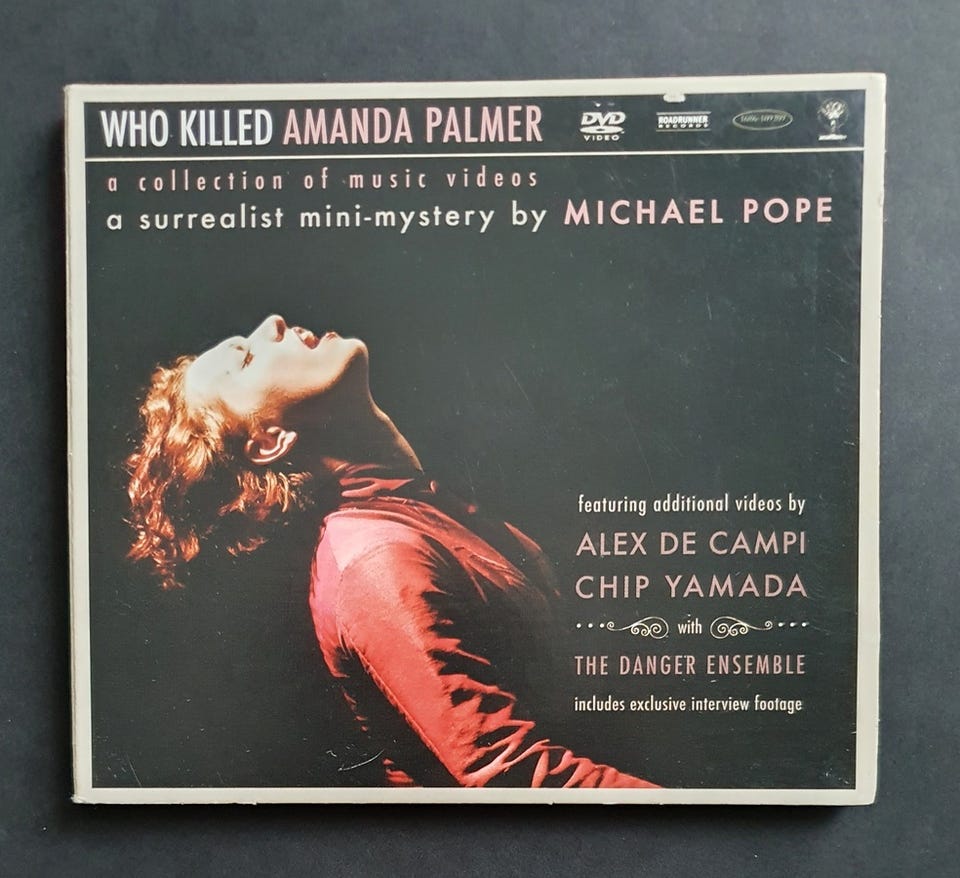 WHO KILLED AMANDA PALMER
DVD
VIDEO
ROADRUNNER
RECORDS
a collection of music videos
a surrealist mini-mystery by MICHAEL POPE
featuring additional videos by
ALEX DE CAMPI
CHIP YAMADA
with
THE DANGER ENSEMBLE
includes exclusive interview footage